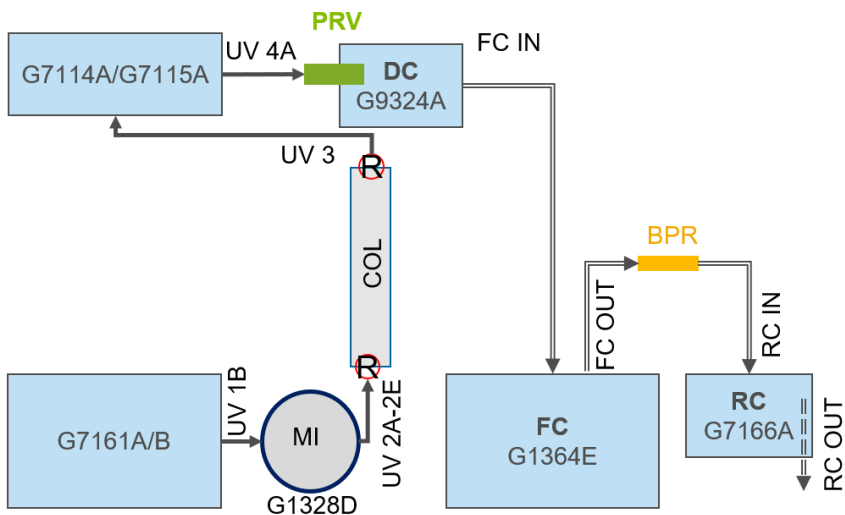 PRV
UV 4A
FC IN
G7114A/G7115A
DC
G9324A
UV 3
R
COL
R
BPR
FC OUT
RC IN
UV 1B
UV 2A-2E
G7161A/B
MI
G1328D
FC
G1364E
RC
G7166A
RC OUT